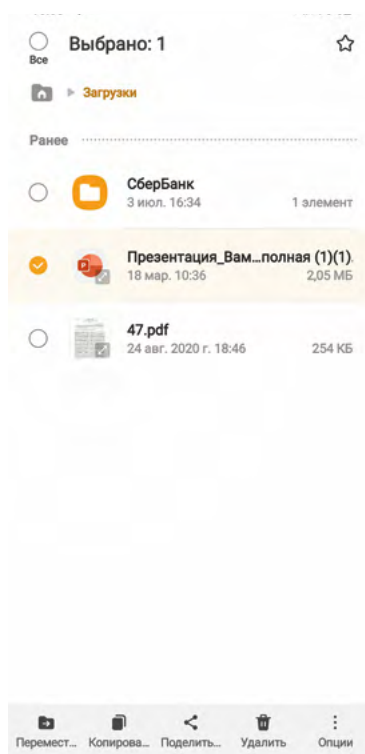 Выбрано: 1
Все
Загрузки
Ранее
СберБанк
3 июл. 16:34 1 элемент
Презентация_Вам...полная (1)(1).
18 мар. 10:36 2,05 МБ
47.pdf
24 авг. 2020 г. 18:46 254 КБ
Перемест... Копирова... Поделить... Удалить Опции